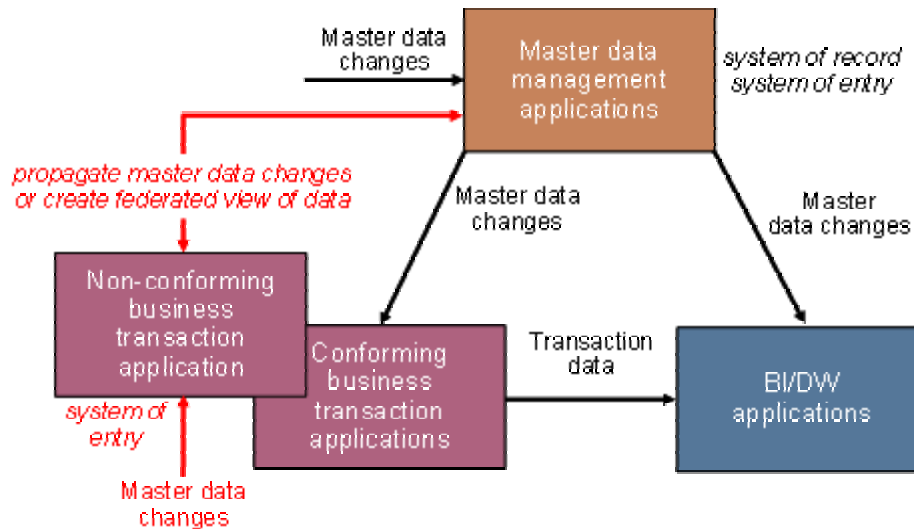 Master data
changes
Master data
management
applications
system of record
system of entry
propagate master data changes
or create federated view of data
Master data
changes
Master
data changes
Non-conforming
business
transaction
application
Conforming
business
transaction
applications
Transaction
data
BI/DW
applications
system of
entry
Master data
changes